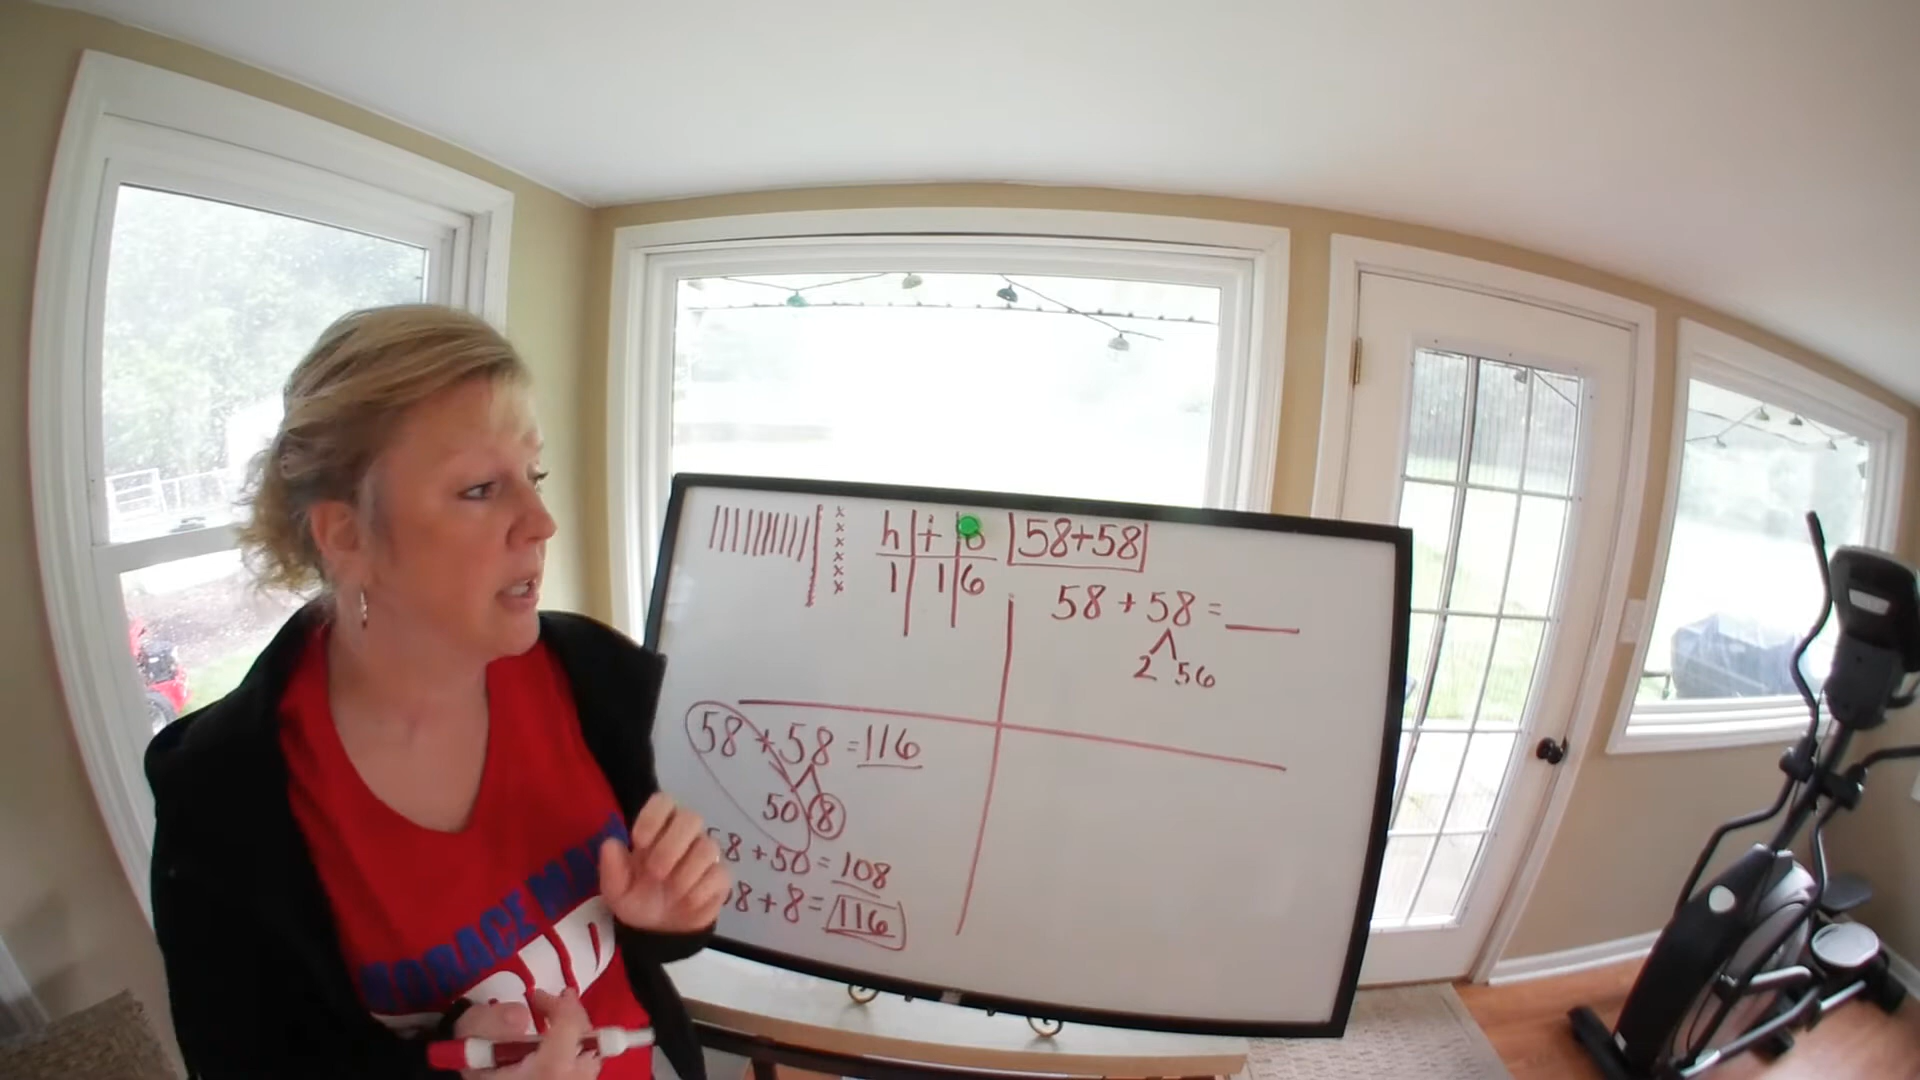 h t o
1 1 6
58+58
58 + 58 =
2 56
58 + 58 = 116
50 8
58 +50 = 108
08 + 8 = 116
HORACE